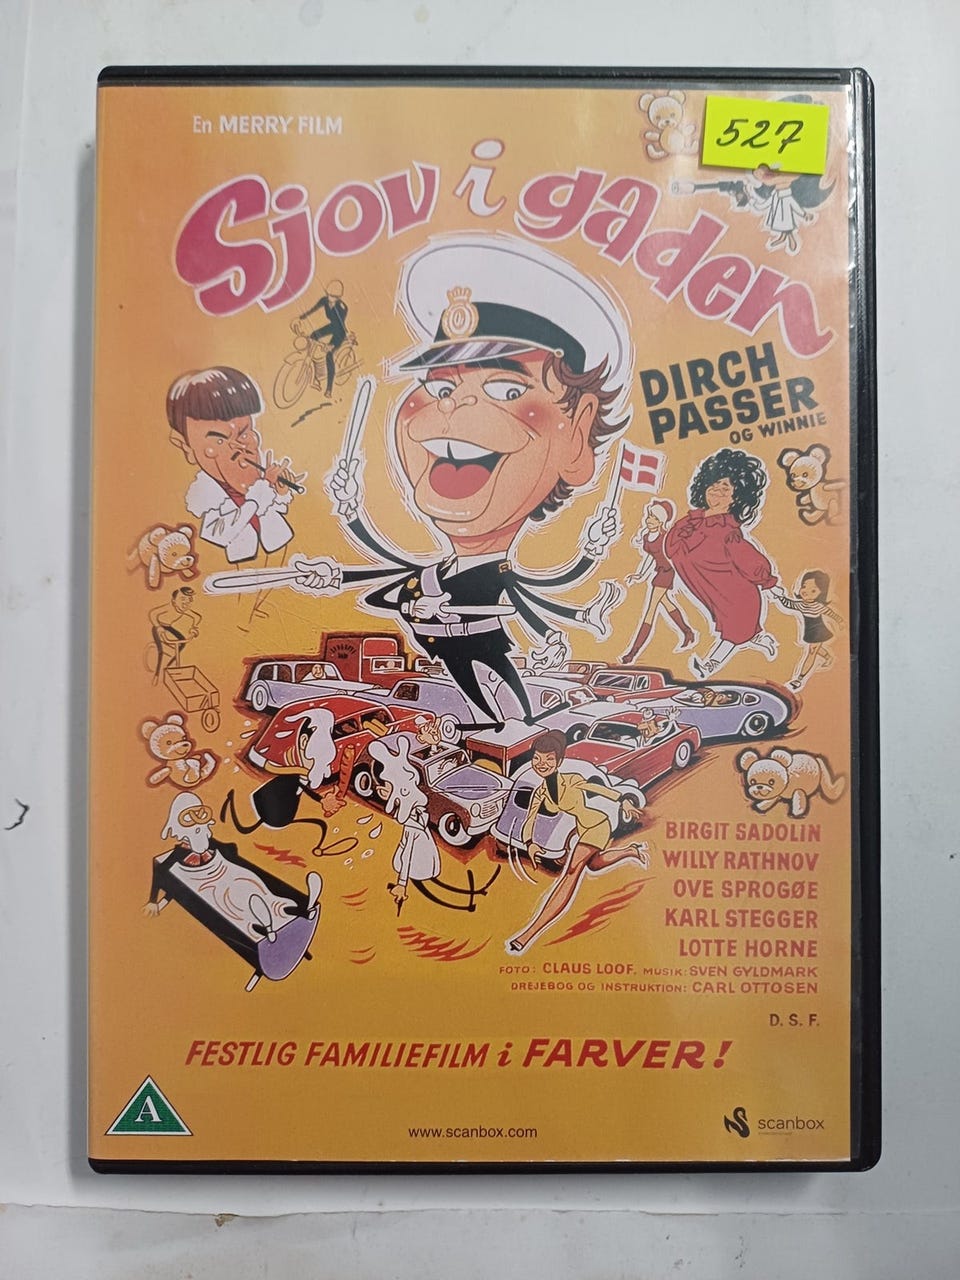 En MERRY FILM
527
Sjov i gaden
DIRCH
PASSER
OG WINNIE
BIRGIT SADOLIN
WILLY RATHNOV
OVE SPROGØE
KARL STEGGER
LOTTE HORNE
FOTO: CLAUS LOOF. MUSIK: SVEN GYLDMARK
DREJEBOG OG INSTRUKTION: CARL OTTOSEN
D. S. F.
FESTLIG FAMILIEFILM i FARVER!
A
www.scanbox.com
scanbox